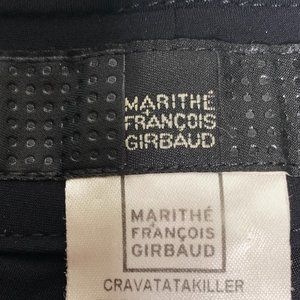 MARITHÉ
FRANÇOIS
GIRBAUD
MARITHÉ
FRANÇOIS
GIRBAUD
CRAVATATAKILLER